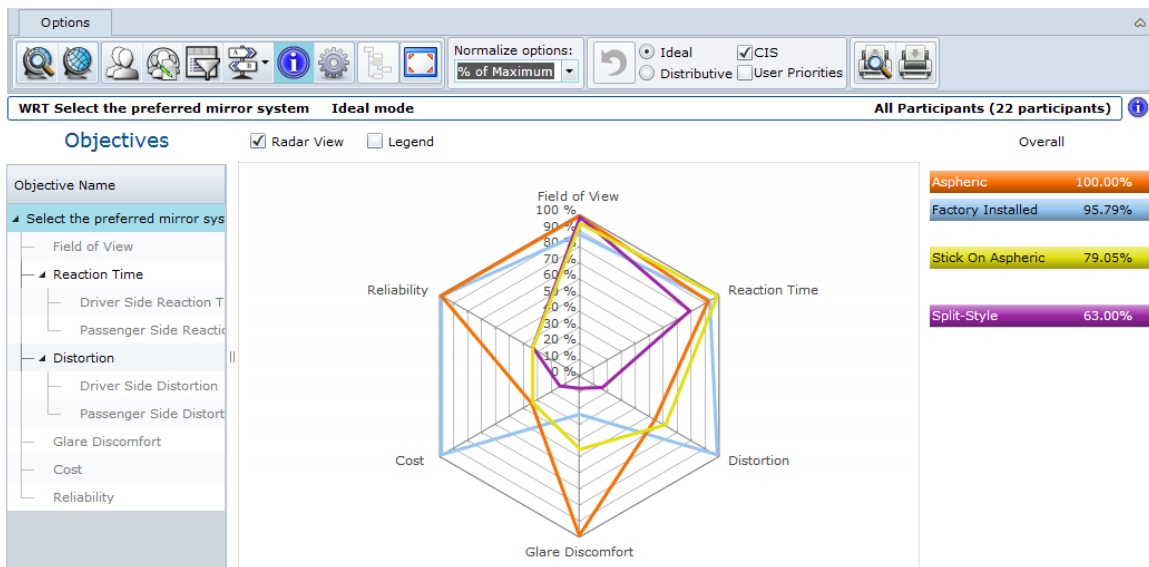 Options
Normalize options:
% of Maximum
Ideal
CIS
Distributive
User Priorities
WRT Select the preferred mirror system Ideal mode
All Participants (22 participants)
Objectives
Radar View
Legend
Overall
Objective Name
Select the preferred mirror sys
Field of View
Reaction Time
Driver Side Reaction T
Passenger Side Reactio
Distortion
Driver Side Distortion
Passenger Side Distort
Glare Discomfort
Cost
Reliability
Field of View
100 %
90 %
80 %
70 %
60 %
50 %
40 %
30 %
20 %
10 %
0 %
Reliability
Reaction Time
Cost
Distortion
Glare Discomfort
Aspheric 100.00%
Factory Installed 95.79%
Stick On Aspheric 79.05%
Split-Style 63.00%